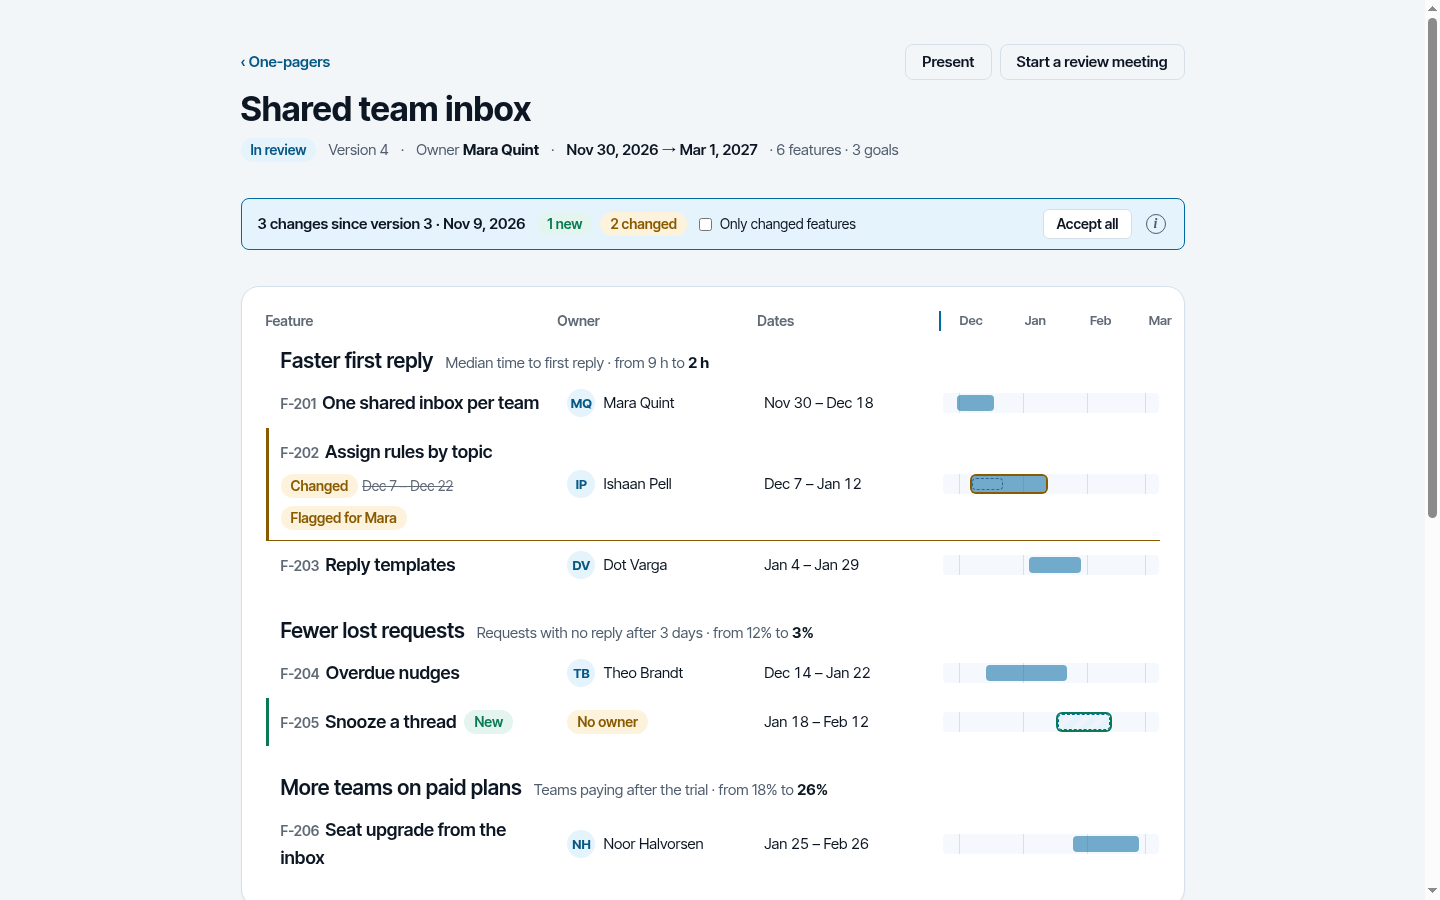 ‹ One-pagers
Present
Start a review meeting
Shared team inbox
In review Version 4 · Owner Mara Quint · Nov 30, 2026 → Mar 1, 2027 · 6 features · 3 goals
3 changes since version 3 · Nov 9, 2026 1 new 2 changed Only changed features Accept all i
Feature Owner Dates Dec Jan Feb Mar
Faster first reply Median time to first reply · from 9 h to 2 h
F-201 One shared inbox per team MQ Mara Quint Nov 30 – Dec 18
F-202 Assign rules by topic
Changed Dec 7 – Dec 22
IP Ishaan Pell Dec 7 – Jan 12
Flagged for Mara
F-203 Reply templates DV Dot Varga Jan 4 – Jan 29
Fewer lost requests Requests with no reply after 3 days · from 12% to 3%
F-204 Overdue nudges TB Theo Brandt Dec 14 – Jan 22
F-205 Snooze a thread New No owner Jan 18 – Feb 12
More teams on paid plans Teams paying after the trial · from 18% to 26%
F-206 Seat upgrade from the
inbox
NH Noor Halvorsen Jan 25 – Feb 26